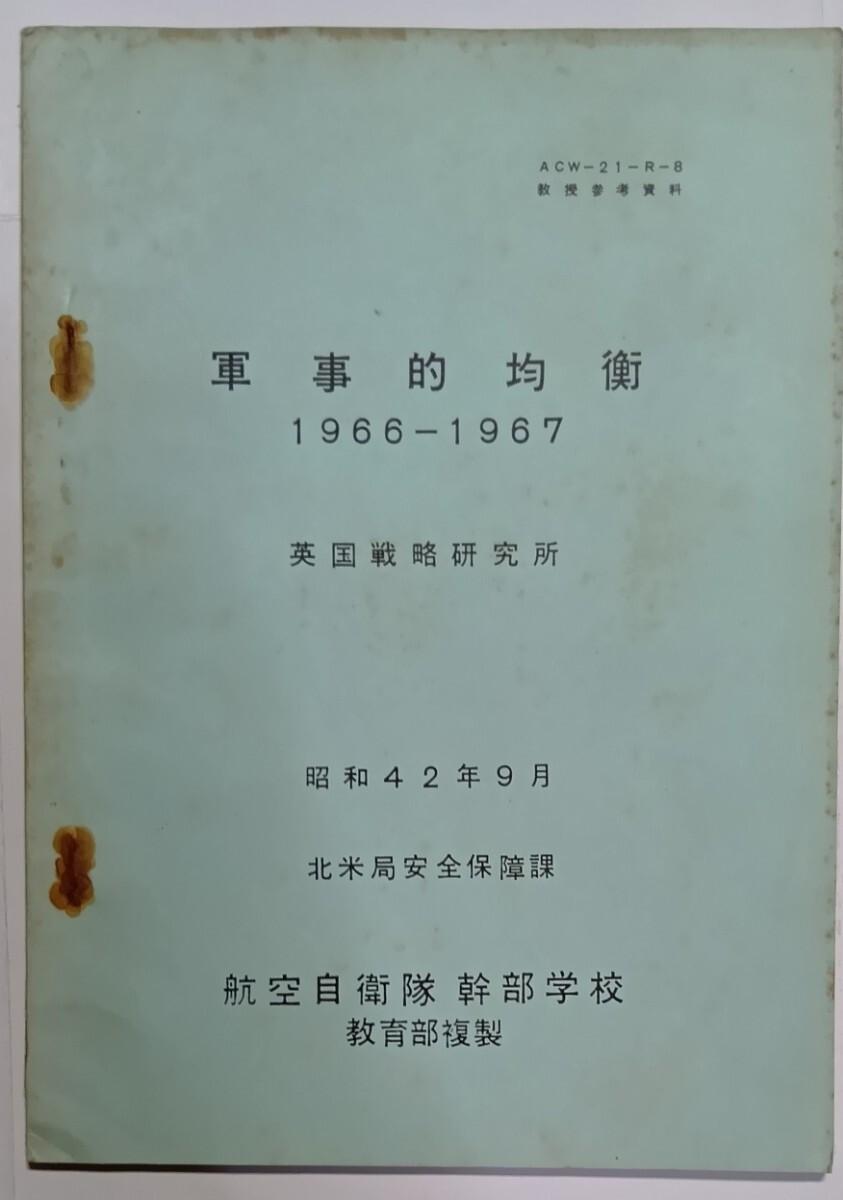 ACW-21-R-8
教授参考資料
軍事的均衡
1966-1967
英国戦略研究所
昭和42年9月
北米局安全保障課
航空自衛隊 幹部学校
教育部複製